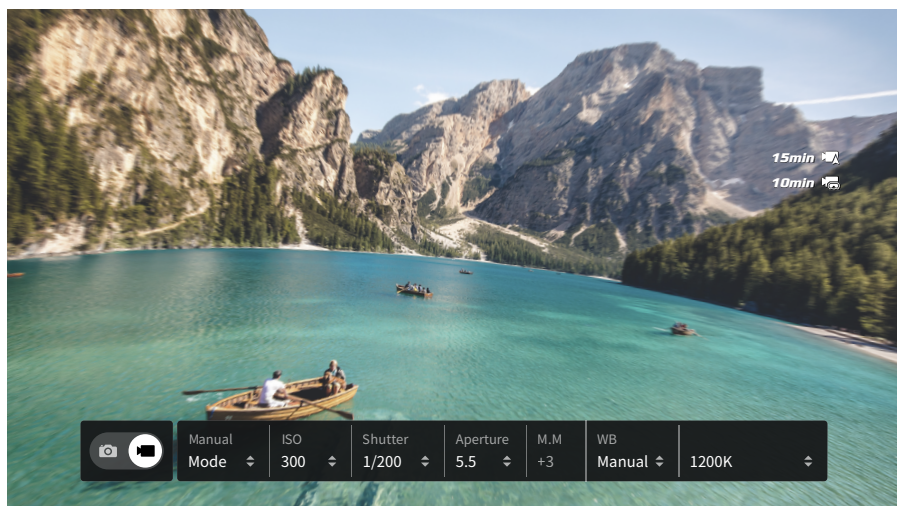 15min
10min
Manual ISO Shutter Aperture M.M WB
Mode 300 1/200 5.5 +3 Manual 1200K